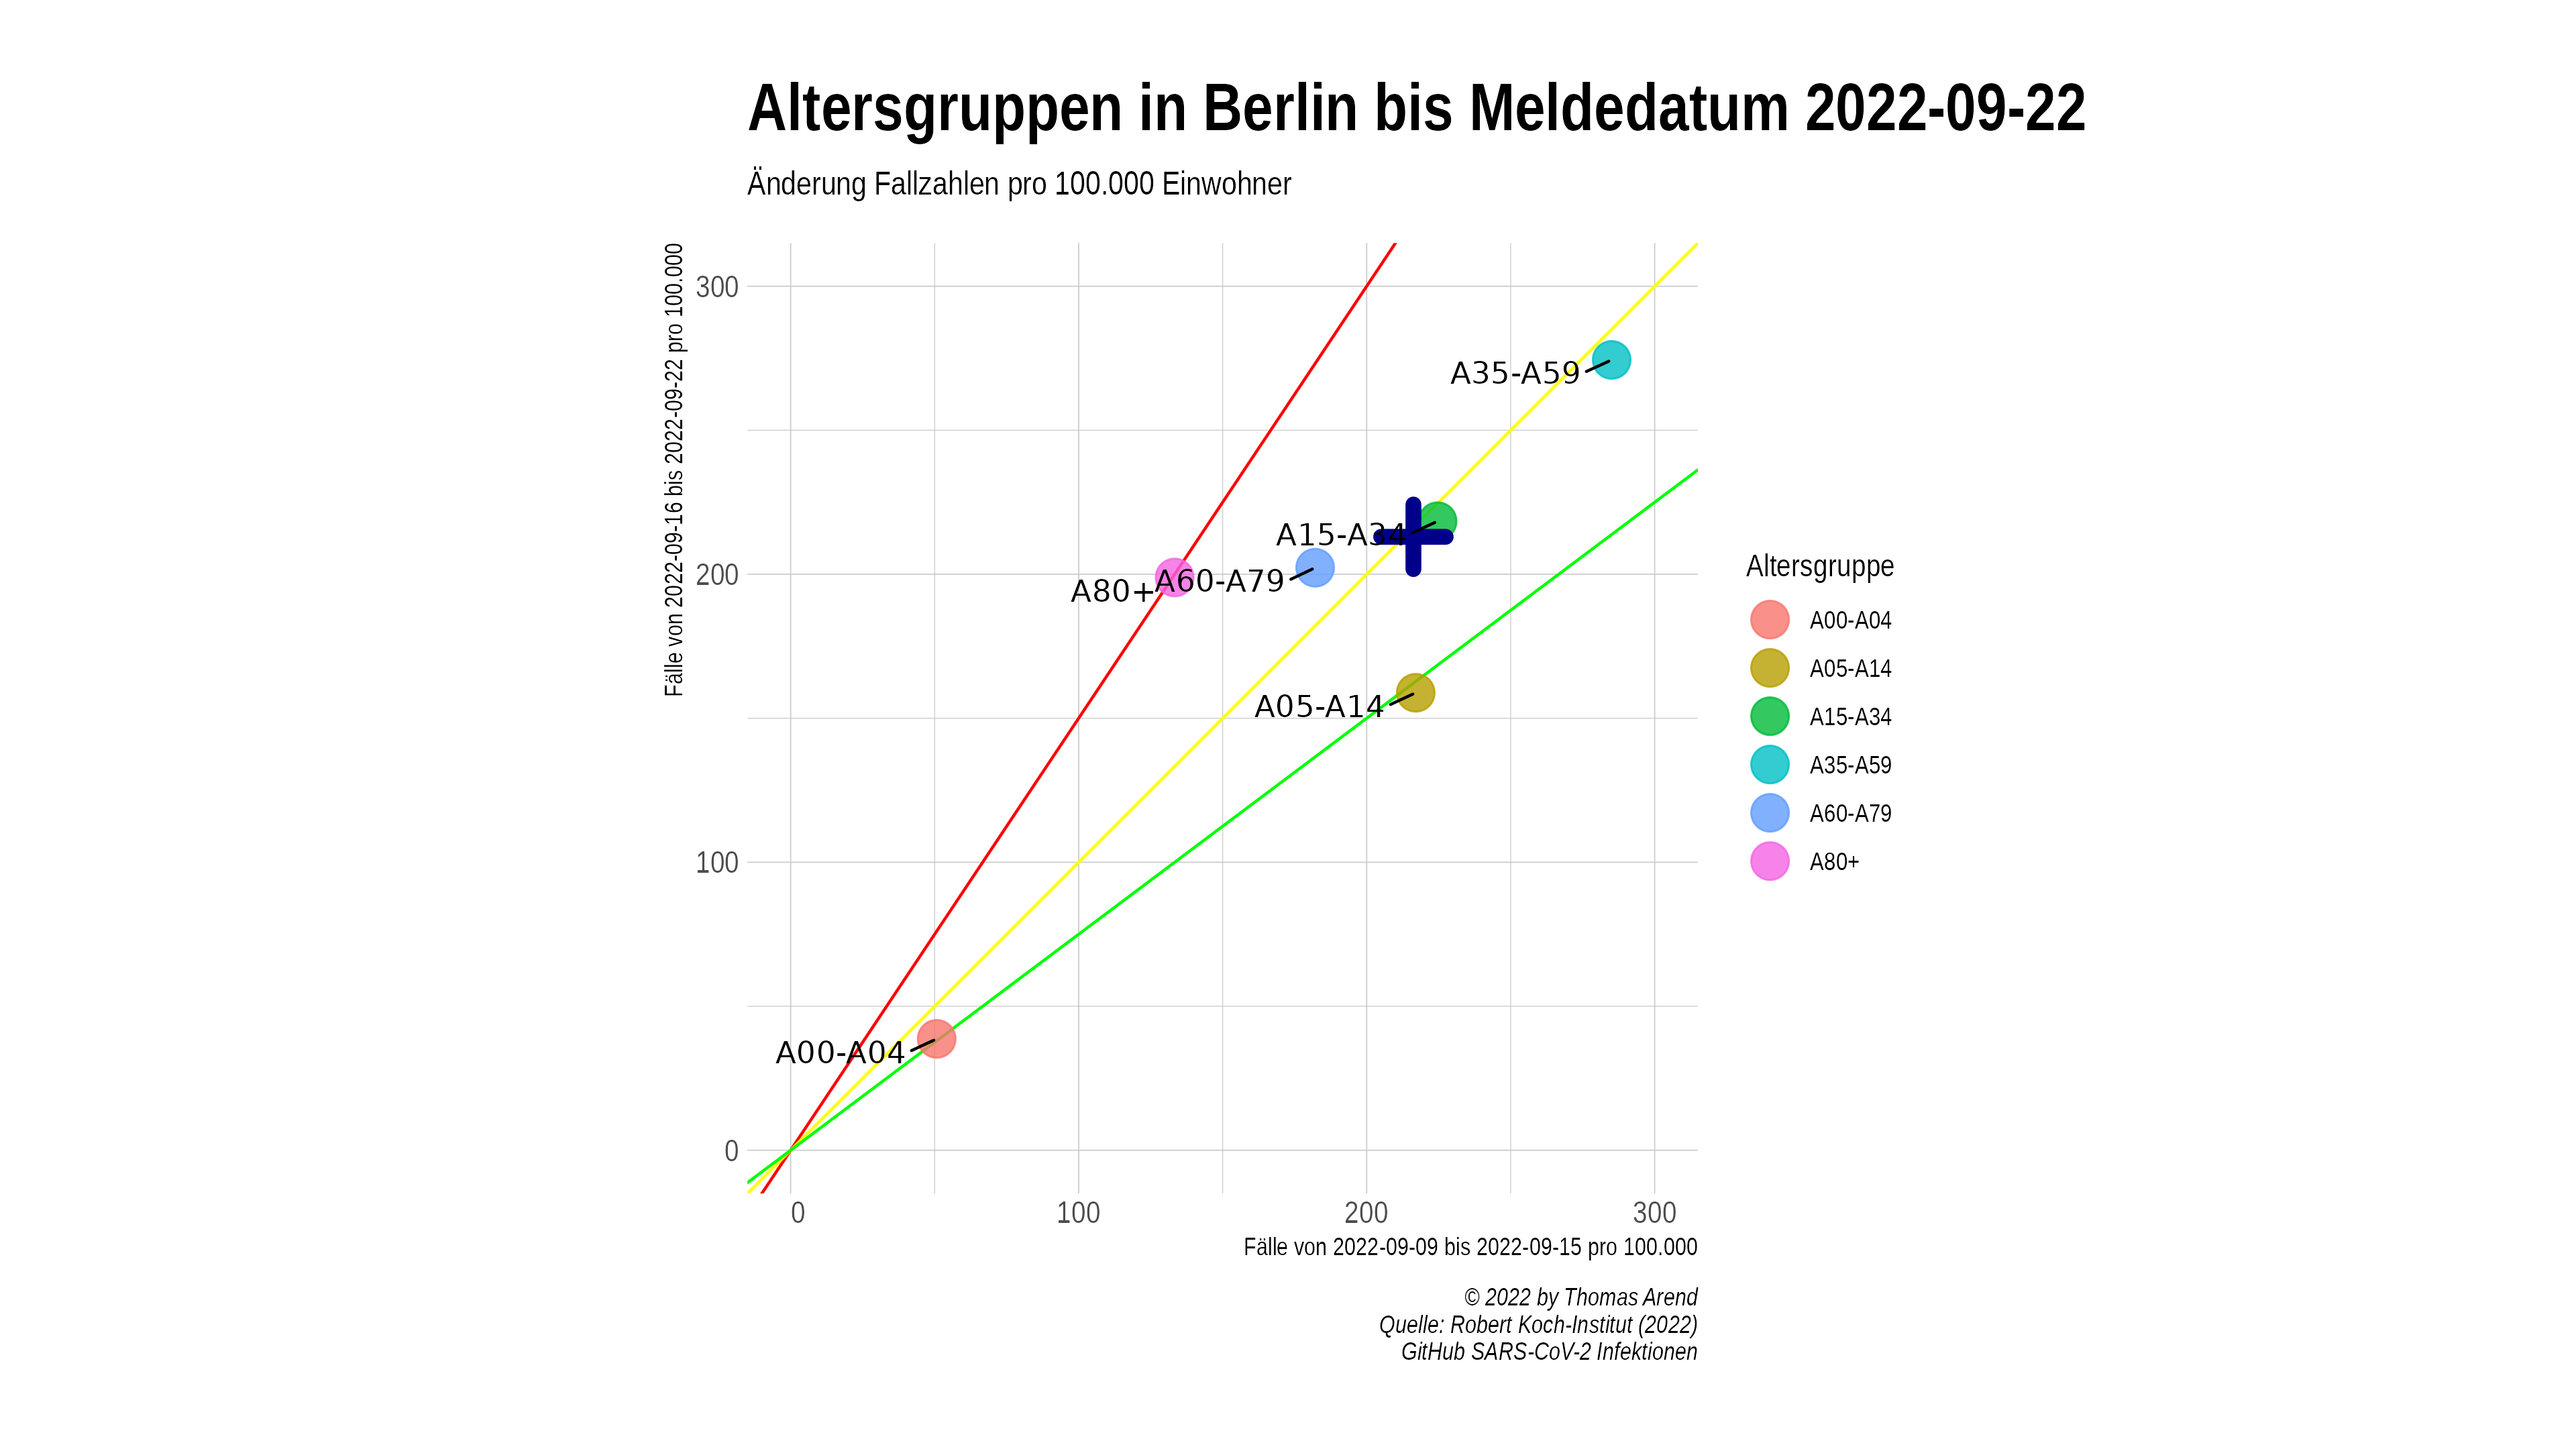 Altersgruppen in Berlin bis Meldedatum 2022-09-22
Änderung Fallzahlen pro 100.000 Einwohner
Fälle von 2022-09-16 bis 2022-09-22 pro 100.000
300
200
100
0
A35-A59
A15-A34
A80+
A60-A79
A05-A14
A00-A04
0
100
200
300
Fälle von 2022-09-09 bis 2022-09-15 pro 100.000
Altersgruppe
A00-A04
A05-A14
A15-A34
A35-A59
A60-A79
A80+
© 2022 by Thomas Arend
Quelle: Robert Koch-Institut (2022)
GitHub SARS-CoV-2 Infektionen